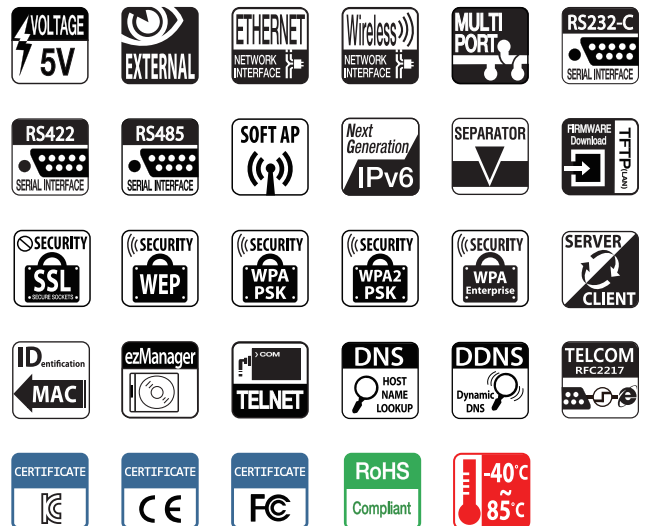 VOLTAGE
5V
EXTERNAL
ETHERNET
NETWORK
INTERFACE
Wireless
NETWORK
INTERFACE
MULTI
PORT
RS232-C
SERIAL INTERFACE
RS422
SERIAL INTERFACE
RS485
SERIAL INTERFACE
SOFT AP
Next
Generation
IPv6
SEPARATOR
FIRMWARE
Download
TFTP(LAN)
SECURITY
SSL
SECURE SOCKETS
SECURITY
WEP
SECURITY
WPA
PSK
SECURITY
WPA2
PSK
SECURITY
WPA
Enterprise
SERVER
CLIENT
IDentification
MAC
ezManager
COM
TELNET
DNS
HOST
NAME
LOOKUP
DDNS
Dynamic
DNS
TELCOM
RFC2217
CERTIFICATE
CERTIFICATE
CE
CERTIFICATE
FC
RoHS
Compliant
-40°C
~
85°C